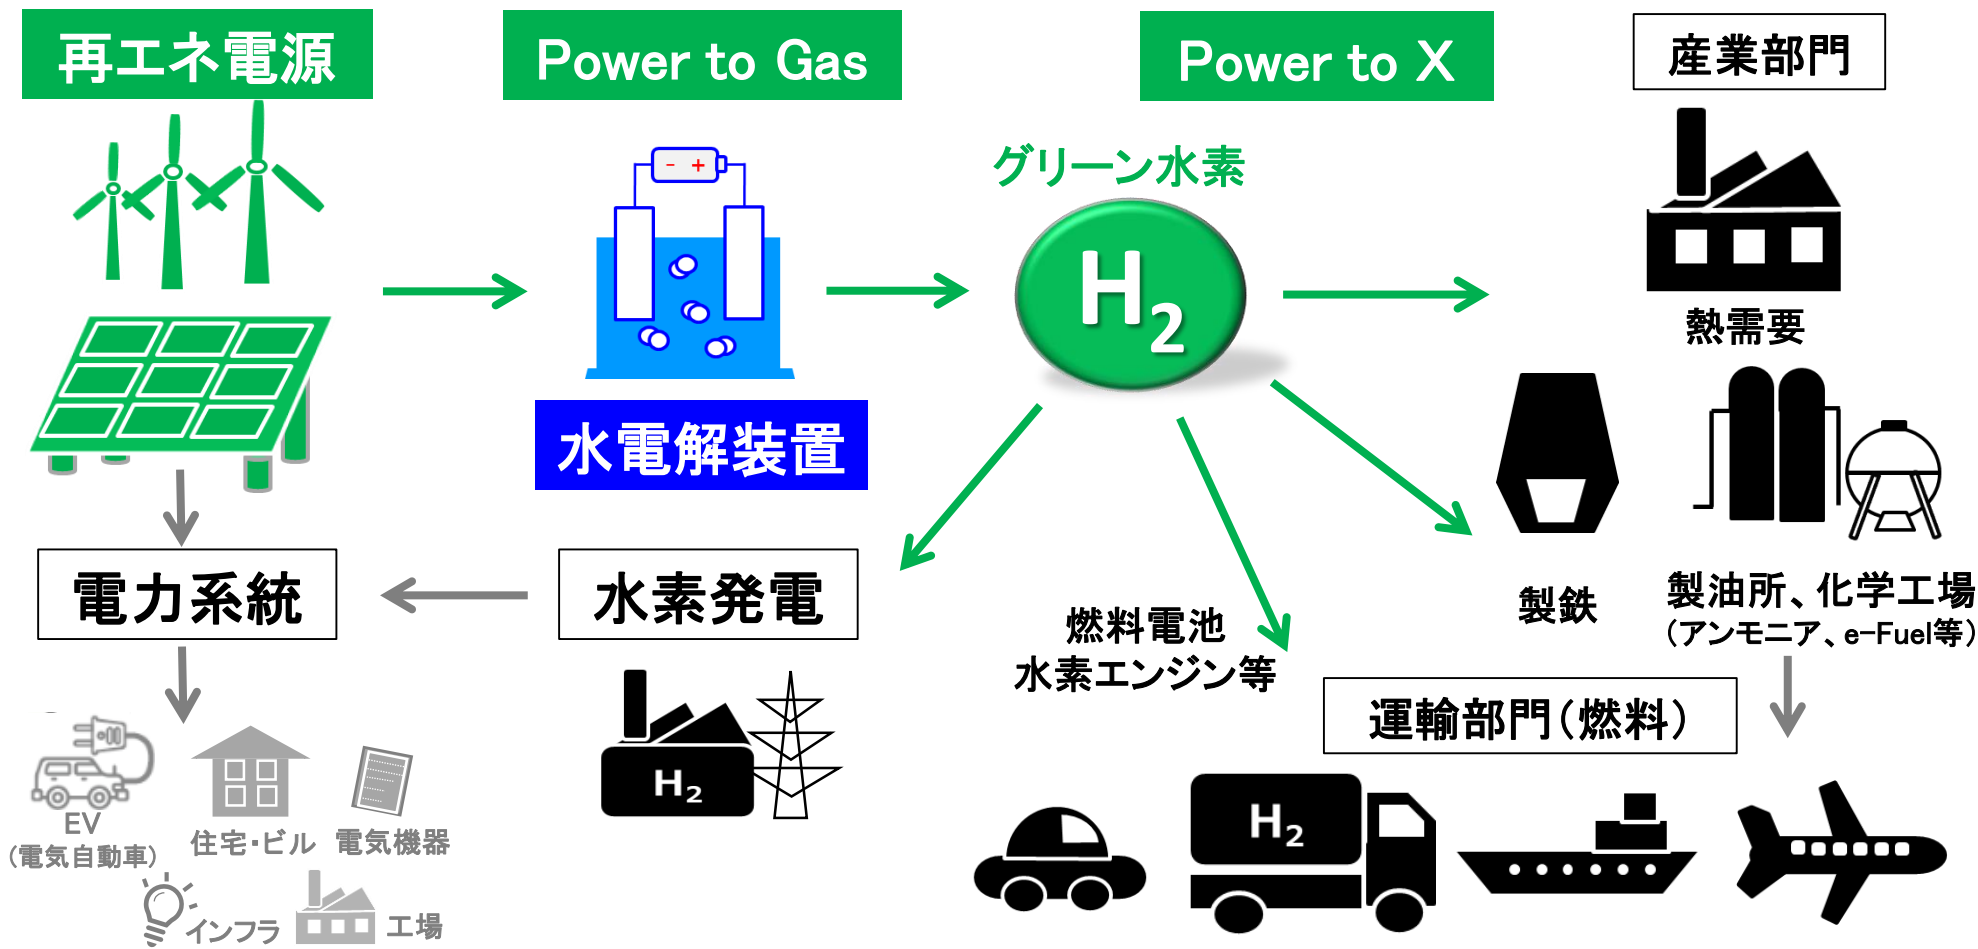 再エネ電源
Power to Gas
Power to X
産業部門
グリーン水素
- +
H2
熱需要
水電解装置
電力系統
水素発電
燃料電池
水素エンジン等
製鉄
製油所、化学工場
(アンモニア、e-Fuel等)
運輸部門(燃料)
H2
H2
EV
(電気自動車)
住宅・ビル
電気機器
インフラ
工場